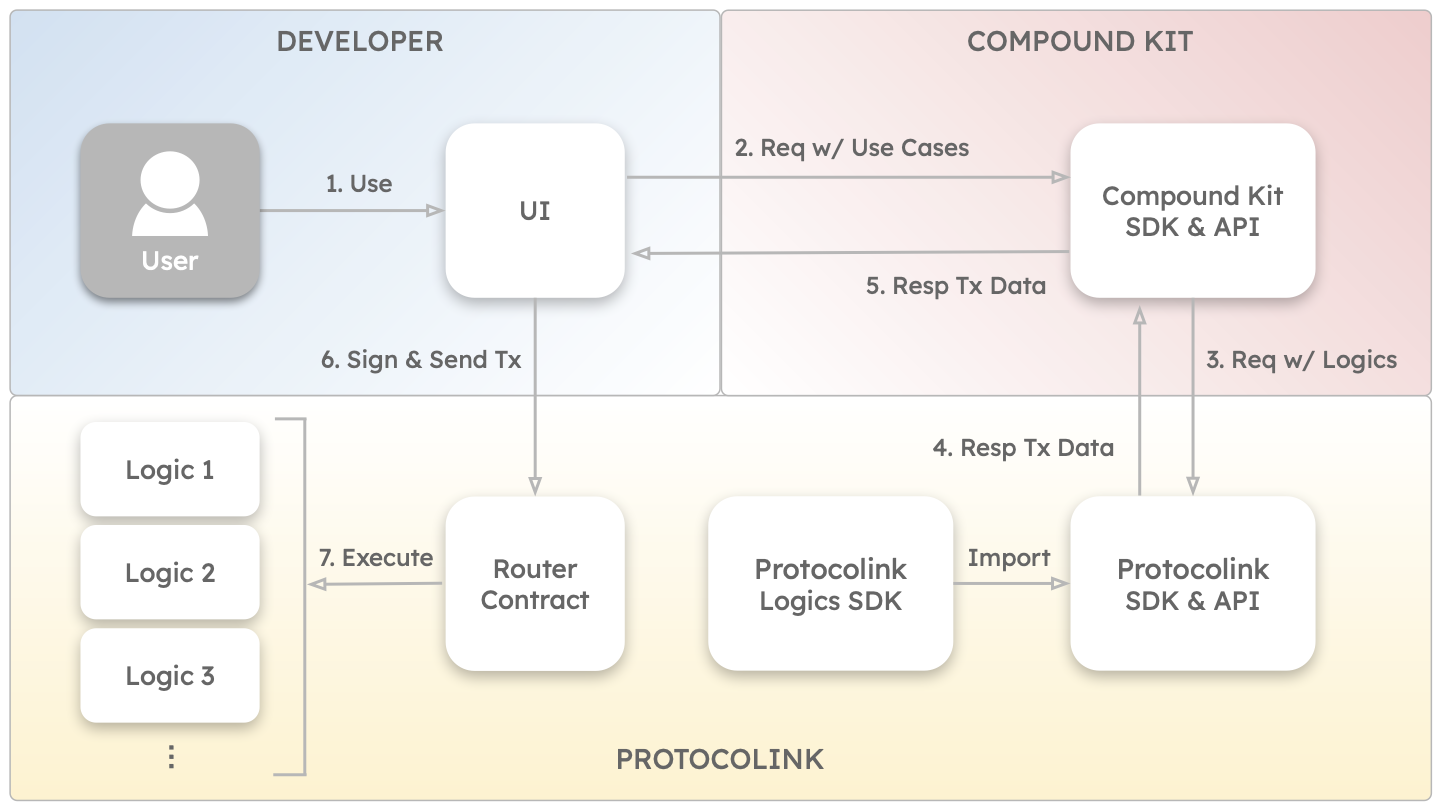 DEVELOPER
COMPOUND KIT
User
1. Use
UI
2. Req w/ Use Cases
Compound Kit
SDK & API
5. Resp Tx Data
6. Sign & Send Tx
3. Req w/ Logics
4. Resp Tx Data
Logic 1
Logic 2
Logic 3
7. Execute
Router
Contract
Protocolink
Logics SDK
Import
Protocolink
SDK & API
PROTOCOLINK